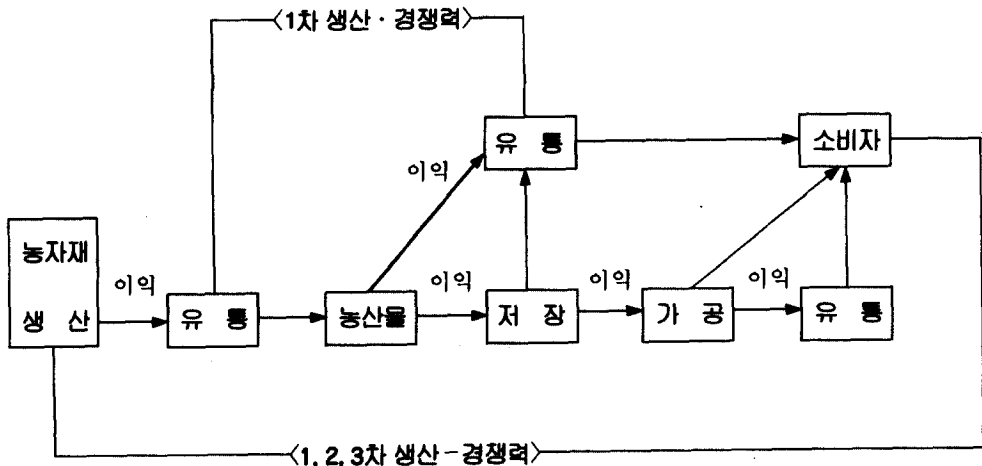 〈1차 생산 · 경쟁력〉
유 통
소비자
이익
농자재
생 산
이익
이익
이익
이익
유 통
농산물
저 장
가 공
유 통
〈1, 2, 3차 생산 - 경쟁력〉